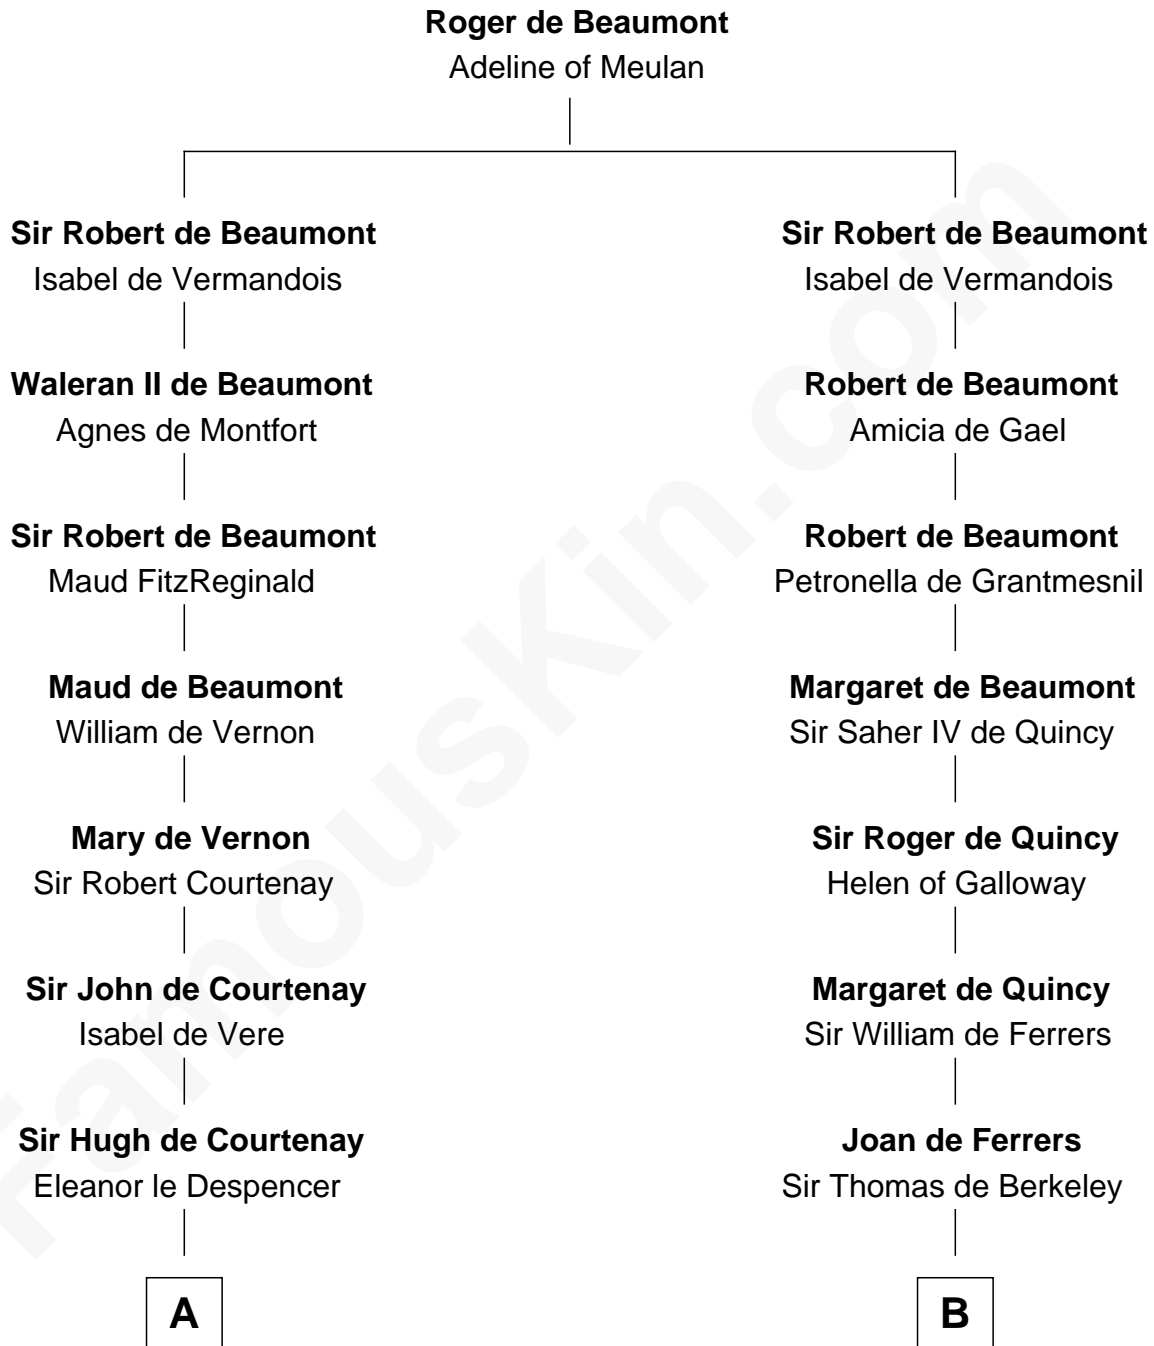 Roger de Beaumont
Adeline of Meulan
Sir Robert de Beaumont
Isabel de Vermandois
Sir Robert de Beaumont
Isabel de Vermandois
Waleran II de Beaumont
Agnes de Montfort
Robert de Beaumont
Amicia de Gael
Sir Robert de Beaumont
Maud FitzReginald
Robert de Beaumont
Petronella de Grantmesnil
Maud de Beaumont
William de Vernon
Margaret de Beaumont
Sir Saher IV de Quincy
Mary de Vernon
Sir Robert Courtenay
Sir Roger de Quincy
Helen of Galloway
Sir John de Courtenay
Isabel de Vere
Margaret de Quincy
Sir William de Ferrers
Sir Hugh de Courtenay
Eleanor le Despencer
Joan de Ferrers
Sir Thomas de Berkeley
A
B
FamousKin.com